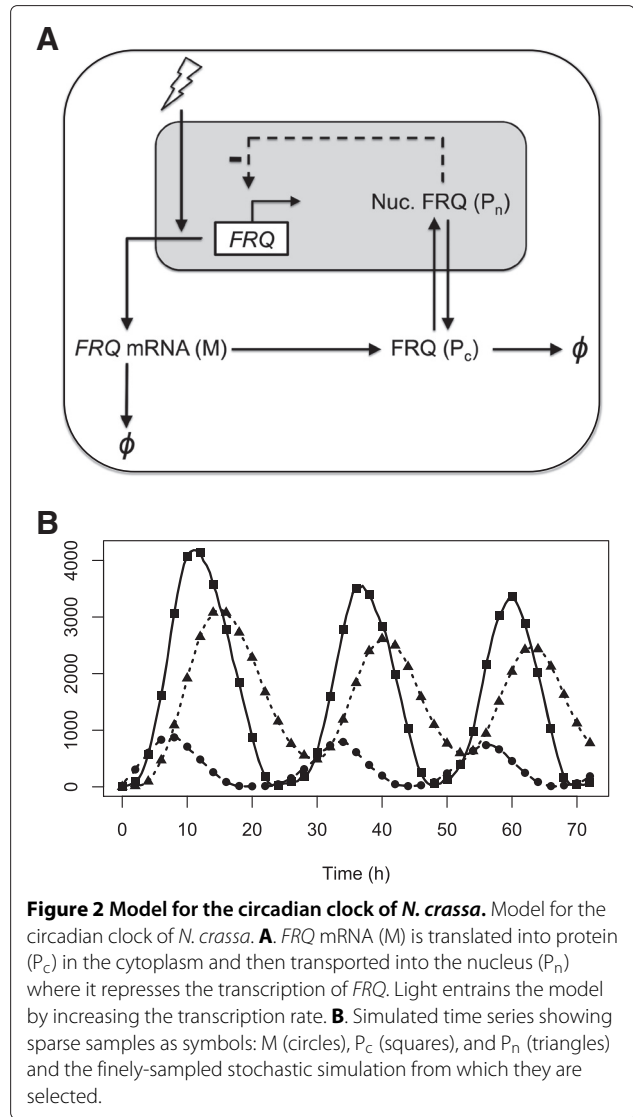 A
-
Nuc. FRQ (Pn)
FRQ
FRQ mRNA (M)
FRQ (Pc)
ϕ
ϕ
B
4000
3000
2000
1000
0
0 10 20 30 40 50 60 70
Time (h)
Figure 2 Model for the circadian clock of N. crassa. Model for the
circadian clock of N. crassa. A. FRQ mRNA (M) is translated into protein
(Pc) in the cytoplasm and then transported into the nucleus (Pn)
where it represses the transcription of FRQ. Light entrains the model
by increasing the transcription rate. B. Simulated time series showing
sparse samples as symbols: M (circles), Pc (squares), and Pn (triangles)
and the finely-sampled stochastic simulation from which they are
selected.